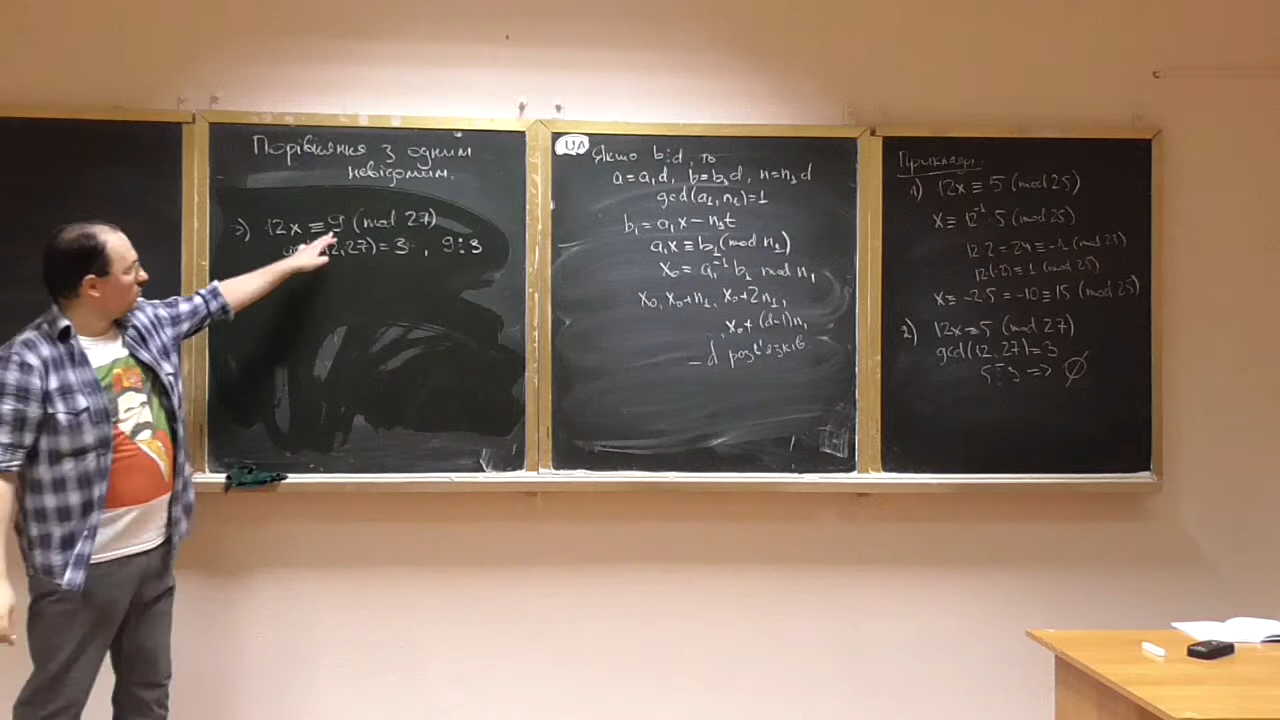 Порівняння з одним
невідомим.
3) 12x ≡ 9 (mod 27)
12,27) = 3, 9⋮3
UA
Якщо b⋮d, то
a = a₁d, b = b₁d, n = n₁d
gcd(a₁, n₁) = 1
b₁ = a₁x − n₁t
a₁x ≡ b₁ (mod n₁)
x₀ = a₁⁻¹ b₁ mod n₁
x₀, x₀+n₁, x₀+2n₁,
, x₀+(d−1)n₁
− d розв'язків
Приклади.
1) 12x ≡ 5 (mod 25)
x ≡ 12⁻¹·5 (mod 25)
12·2 = 24 ≡ −1 (mod 25)
12·(−2) ≡ 1 (mod 25)
x ≡ −2·5 = −10 ≡ 15 (mod 25)
2) 12x ≡ 5 (mod 27)
gcd(12,27) = 3
5 ⋮ 3 => ∅